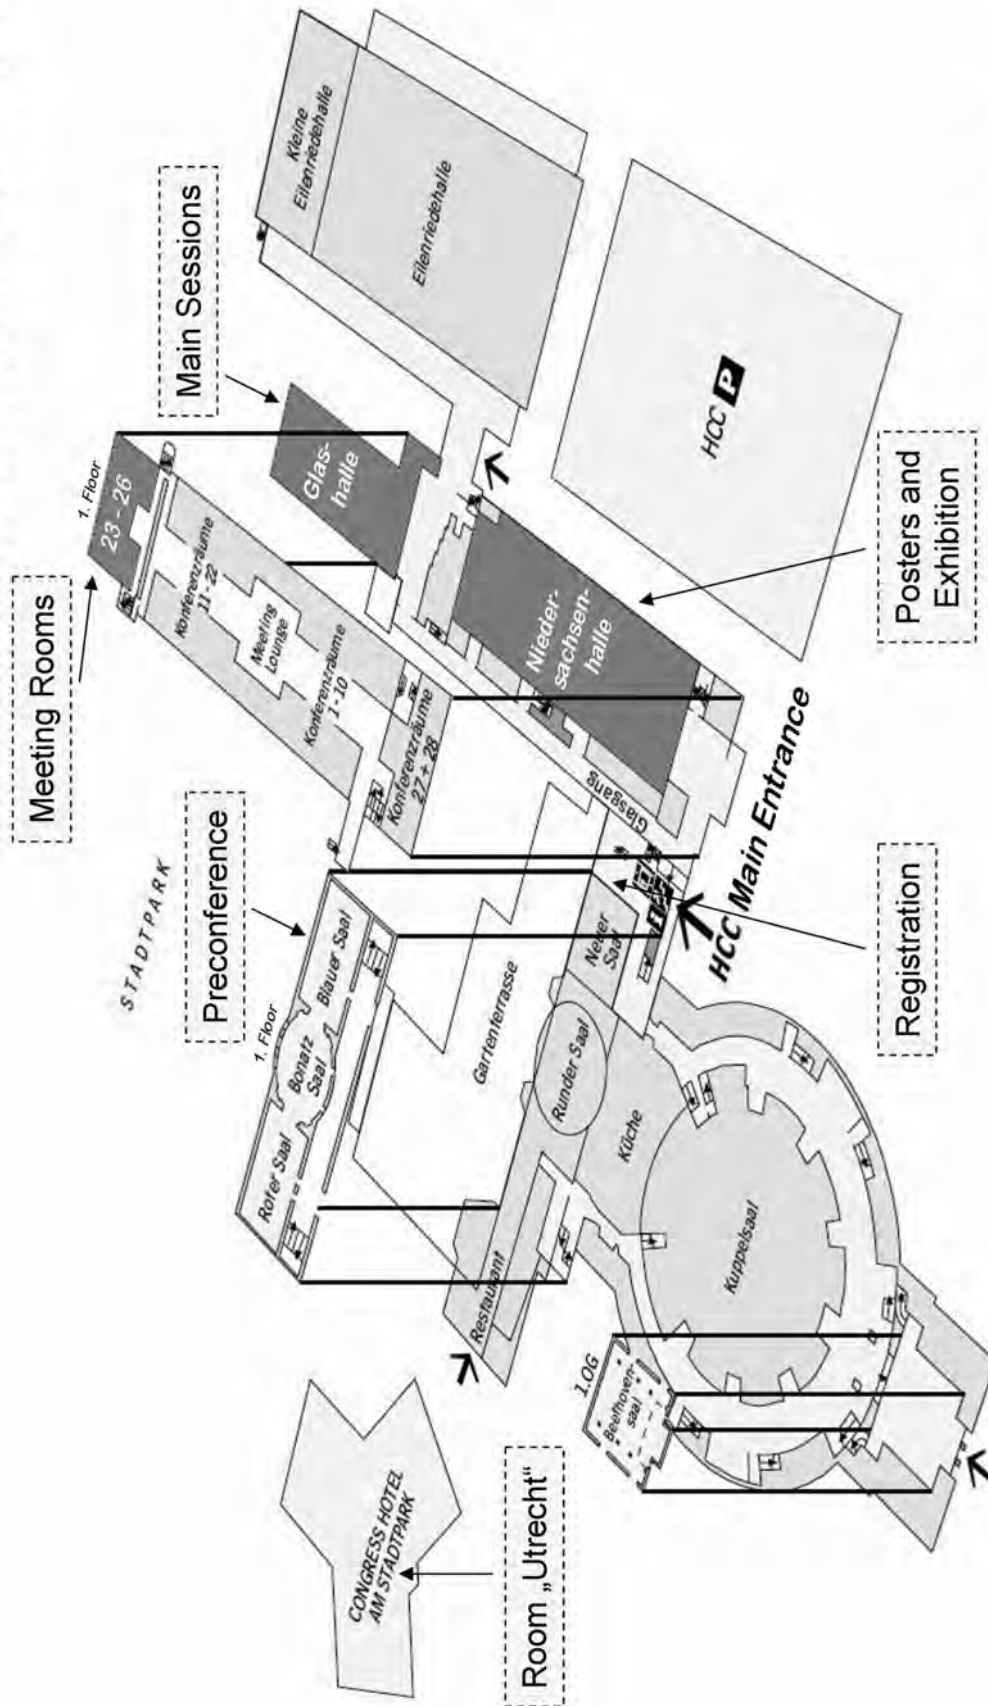 Meeting Rooms
Main Sessions
Preconference
Posters and
Exhibition
Registration
Room „Utrecht“
STADTPARK
1. Floor
23 - 26
Konferenzräume
11 - 22
Meeting
Lounge
Konferenzräume
1 - 10
Konferenzräume
27 + 28
Glas-
halle
Kleine
Eilenriedehalle
Eilenriedehalle
HCC P
Nieder-
sachsen-
halle
Glasgang
HCC Main Entrance
1. Floor
Roter Saal
Bonatz
Saal
Blauer Saal
Gartenterrasse
Neuer
Saal
Runder Saal
Küche
Restaurant
Kuppelsaal
1.OG
Beethoven-
saal
CONGRESS HOTEL
AM STADTPARK